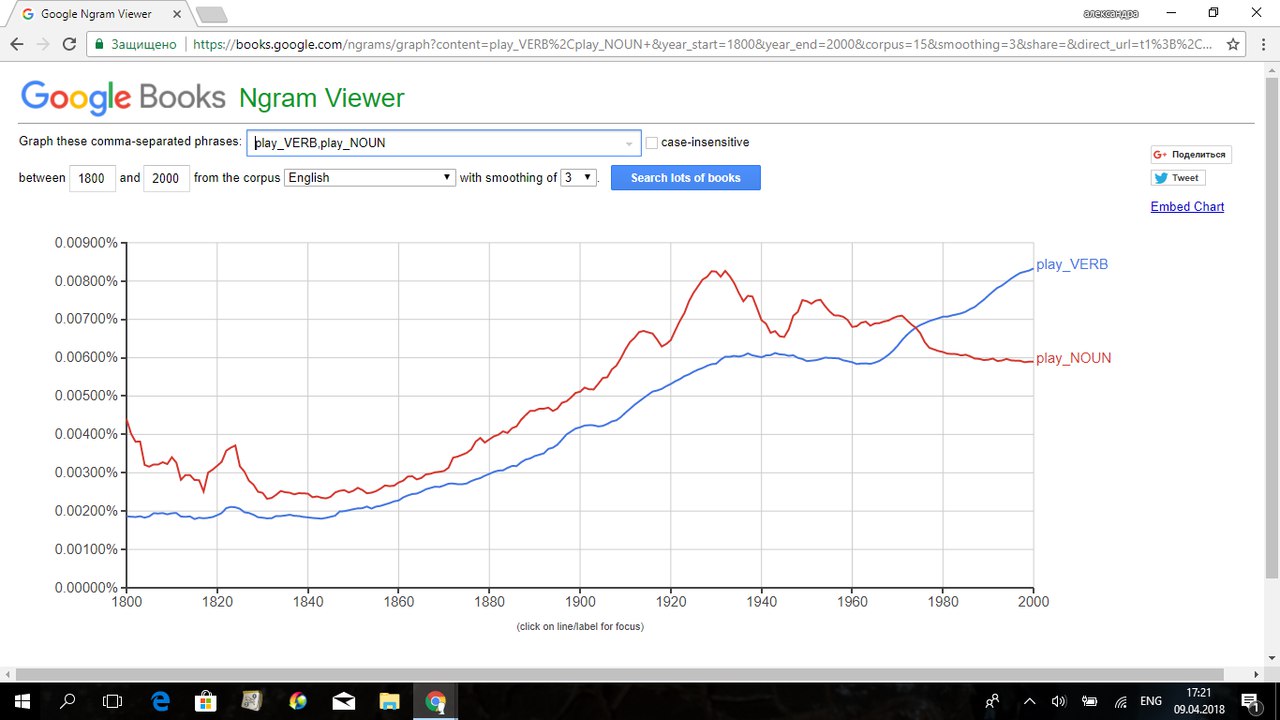 Google Ngram Viewer
александра
Защищено https://books.google.com/ngrams/graph?content=play_VERB%2Cplay_NOUN+&year_start=1800&year_end=2000&corpus=15&smoothing=3&share=&direct_url=t1%3B%2C...
Google Books Ngram Viewer
Graph these comma-separated phrases: play_VERB,play_NOUN case-insensitive
between 1800 and 2000 from the corpus English with smoothing of 3 . Search lots of books
G+ Поделиться
Tweet
Embed Chart
0.00900%
0.00800%
0.00700%
0.00600%
0.00500%
0.00400%
0.00300%
0.00200%
0.00100%
0.00000%
play_VERB
play_NOUN
1800 1820 1840 1860 1880 1900 1920 1940 1960 1980 2000
(click on line/label for focus)
ENG
17:21
09.04.2018
1